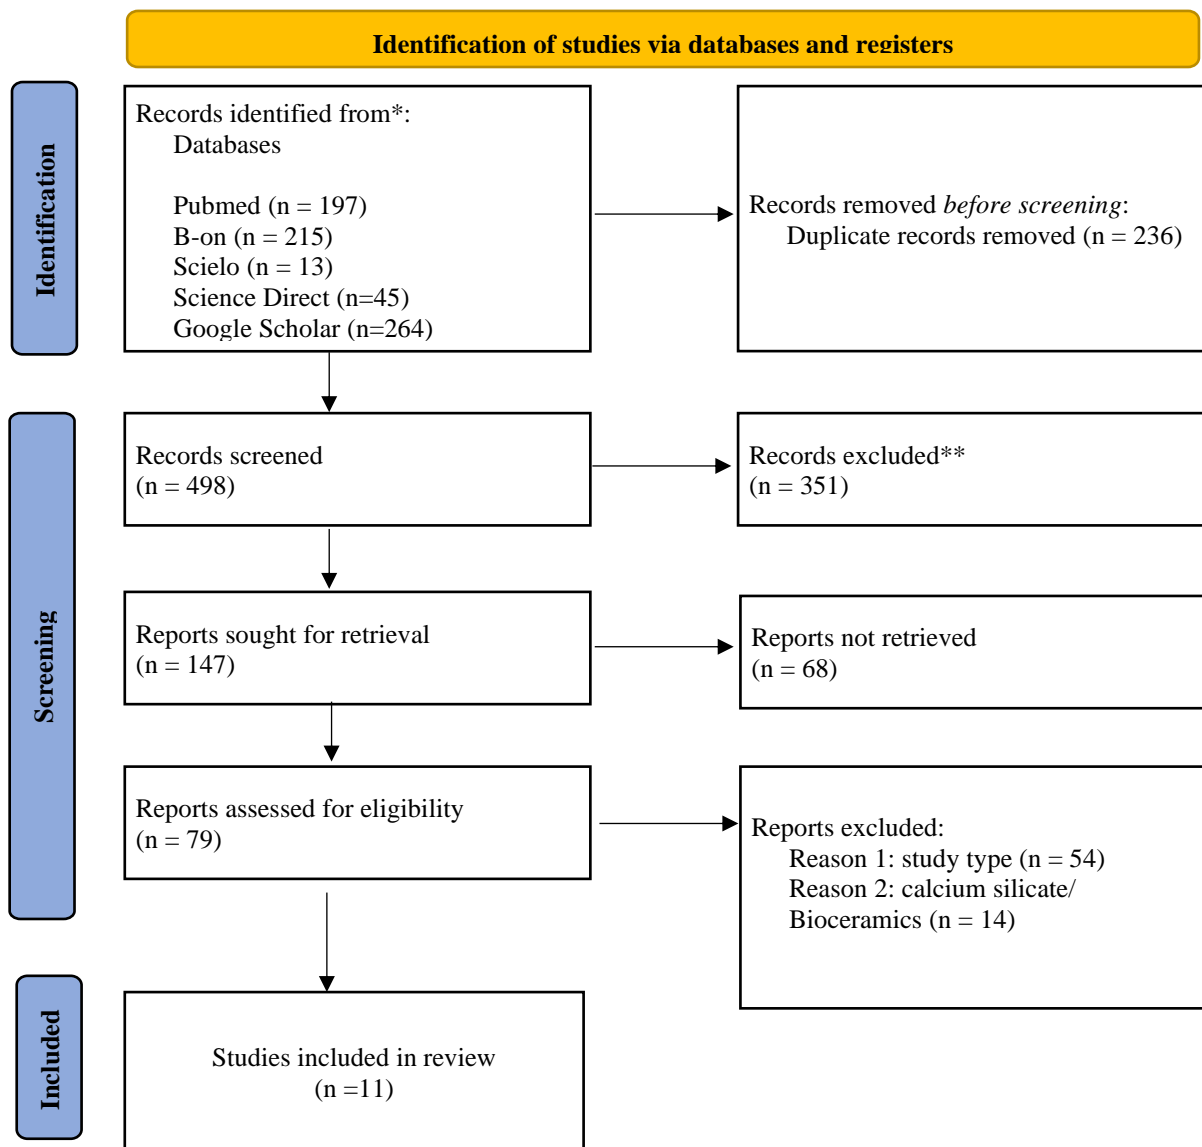 Identification of studies via databases and registers
Identification
Records identified from*:
Databases
Pubmed (n = 197)
B-on (n = 215)
Scielo (n = 13)
Science Direct (n=45)
Google Scholar (n=264)
Records removed before screening:
Duplicate records removed (n = 236)
Screening
Records screened
(n = 498)
Records excluded**
(n = 351)
Reports sought for retrieval
(n = 147)
Reports not retrieved
(n = 68)
Reports assessed for eligibility
(n = 79)
Reports excluded:
Reason 1: study type (n = 54)
Reason 2: calcium silicate/
Bioceramics (n = 14)
Included
Studies included in review
(n =11)